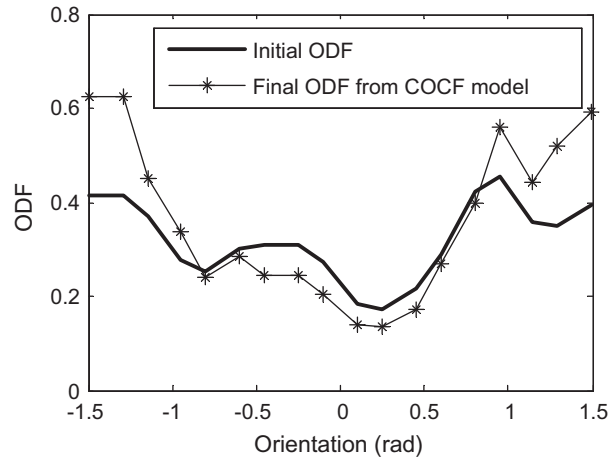 Initial ODF
Final ODF from COCF model
0.8
0.6
0.4
0.2
0
ODF
-1.5 -1 -0.5 0 0.5 1 1.5
Orientation (rad)